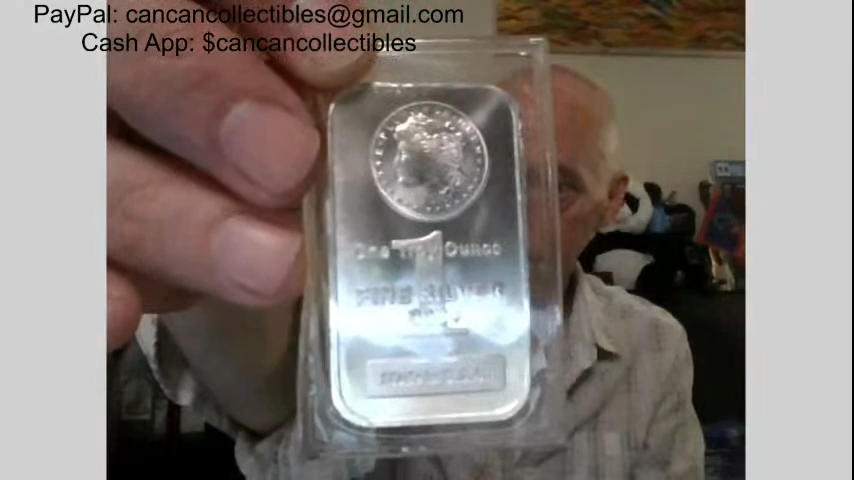 PayPal: cancancollectibles@gmail.com
Cash App: $cancancollectibles
1
One Troy Ounce
FINE SILVER